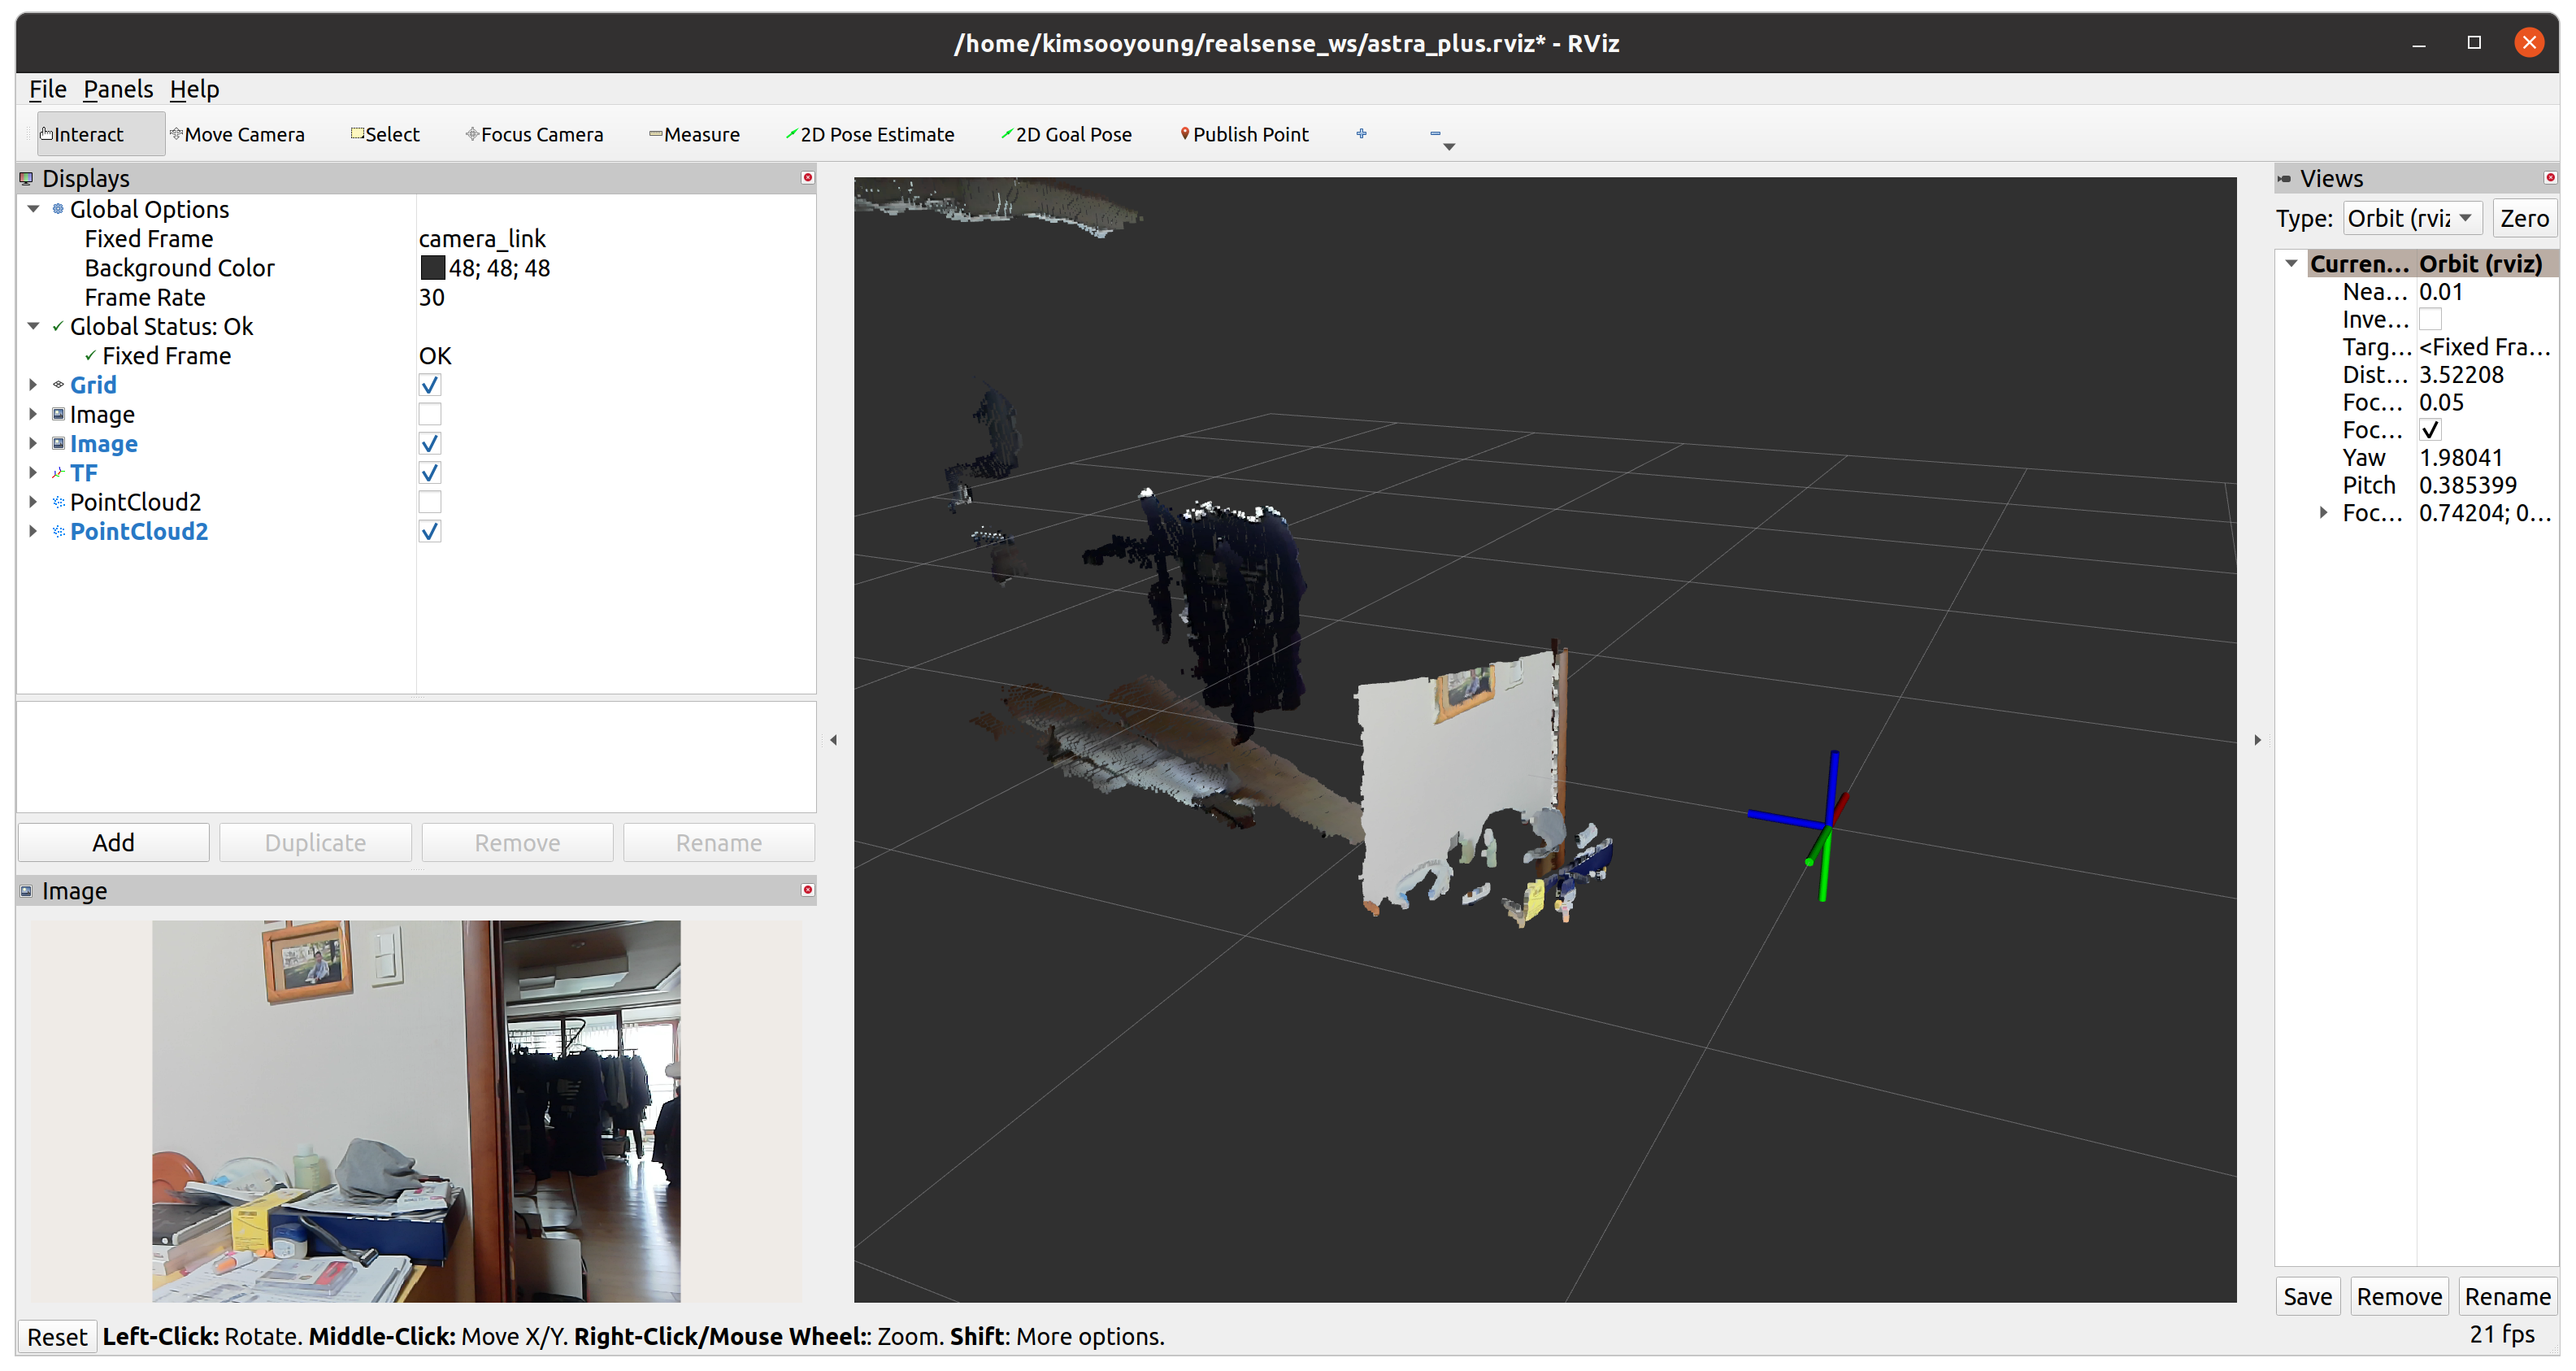 /home/kimsooyoung/realsense_ws/astra_plus.rviz* - RViz
File Panels Help
Interact Move Camera Select Focus Camera Measure 2D Pose Estimate 2D Goal Pose Publish Point
Displays
Global Options
Fixed Frame camera_link
Background Color 48; 48; 48
Frame Rate 30
Global Status: Ok
Fixed Frame OK
Grid
Image
Image
TF
PointCloud2
PointCloud2
Add Duplicate Remove Rename
Image
Views
Type: Orbit (rviz Zero
Curren... Orbit (rviz)
Nea... 0.01
Inve...
Targ... <Fixed Fra...
Dist... 3.52208
Foc... 0.05
Foc...
Yaw 1.98041
Pitch 0.385399
Foc... 0.74204; 0...
Save Remove Rename
Reset Left-Click: Rotate. Middle-Click: Move X/Y. Right-Click/Mouse Wheel:: Zoom. Shift: More options.
21 fps